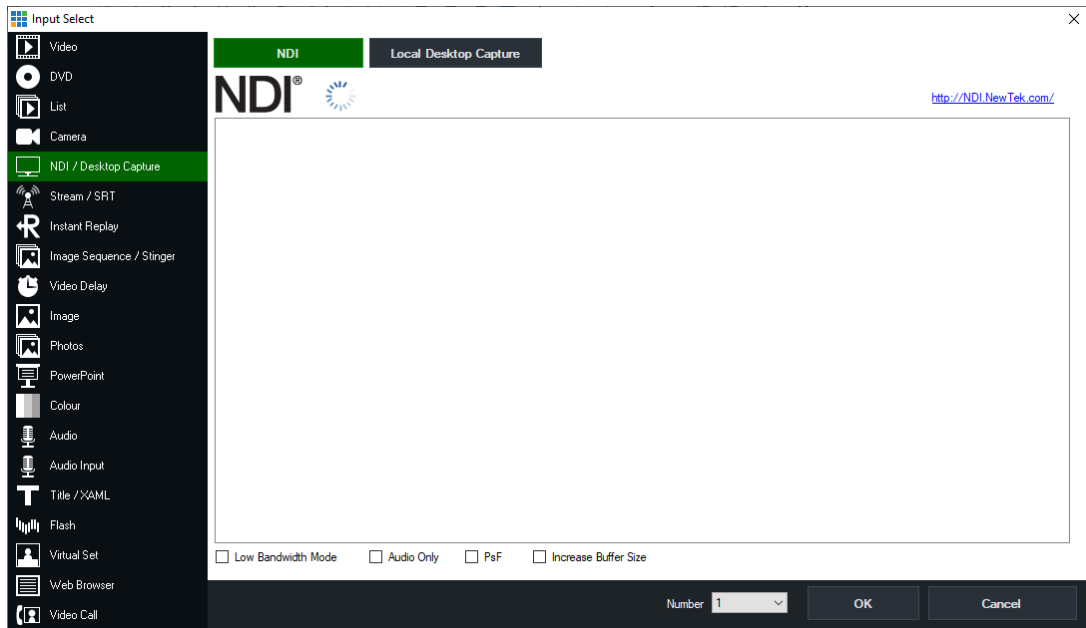 Input Select
Video
DVD
List
Camera
NDI / Desktop Capture
Stream / SRT
Instant Replay
Image Sequence / Stinger
Video Delay
Image
Photos
PowerPoint
Colour
Audio
Audio Input
Title / XAML
Flash
Virtual Set
Web Browser
Video Call
NDI Local Desktop Capture
NDI®
http://NDI.NewTek.com/
Low Bandwidth Mode Audio Only PsF Increase Buffer Size
Number 1 OK Cancel